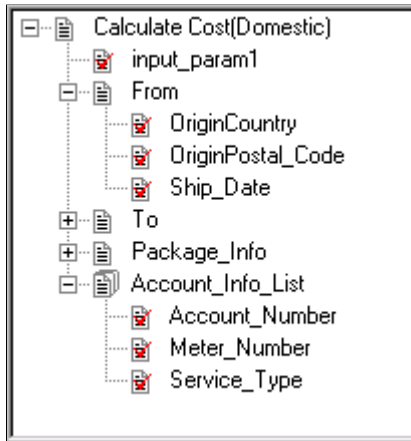 Calculate Cost(Domestic)
input_param1
From
OriginCountry
OriginPostal_Code
Ship_Date
To
Package_Info
Account_Info_List
Account_Number
Meter_Number
Service_Type